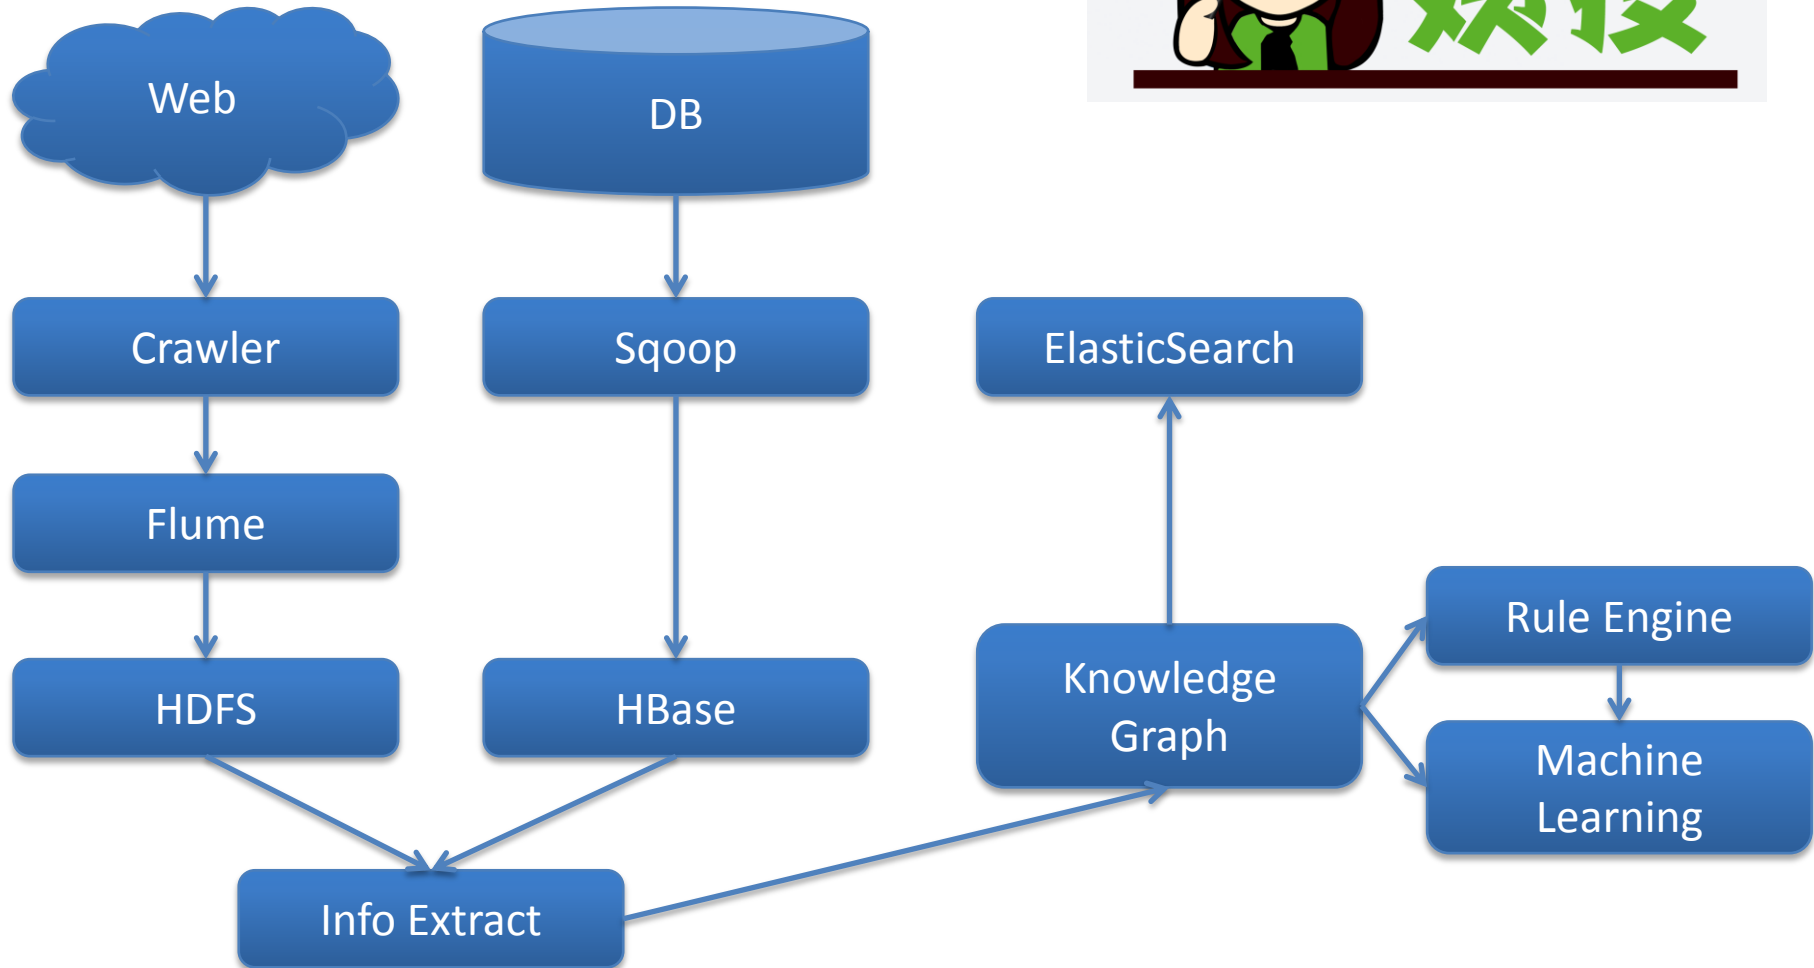 Web
DB
Crawler
Sqoop
ElasticSearch
Flume
Rule Engine
HDFS
HBase
Knowledge
Graph
Machine
Learning
Info Extract